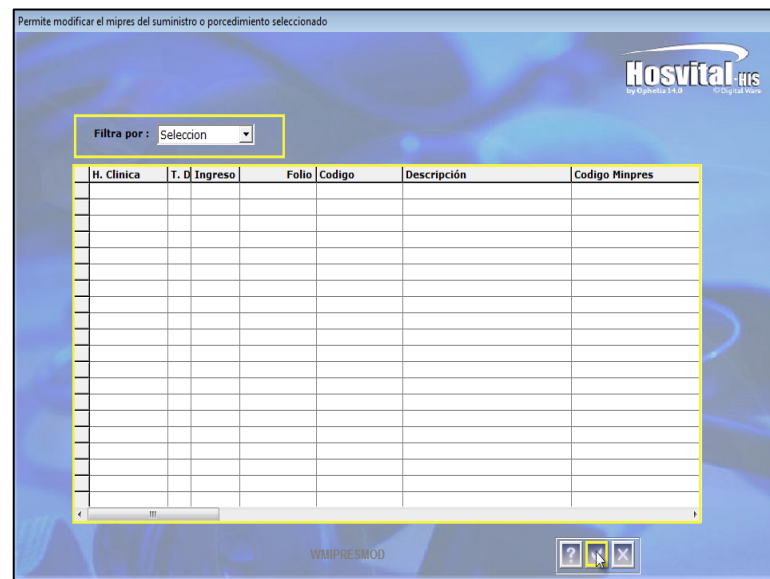 Permite modificar el mipres del suministro o porcedimiento seleccionado
Hosvital-HIS
by Ophelia 14.0 © Digital Ware
Filtra por : Seleccion
H. Clinica T. D Ingreso Folio Codigo Descripción Codigo Minpres
WMIPRESMOD
?
X